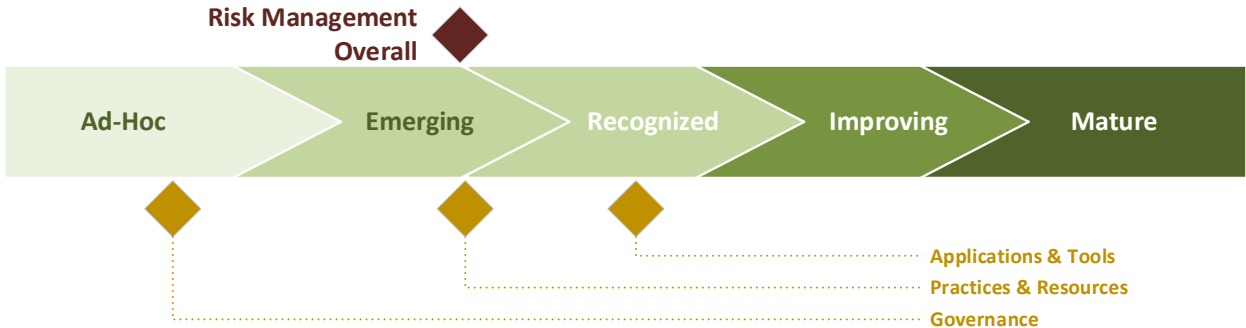 Risk Management
Overall
Ad-Hoc
Emerging
Recognized
Improving
Mature
Applications & Tools
Practices & Resources
Governance